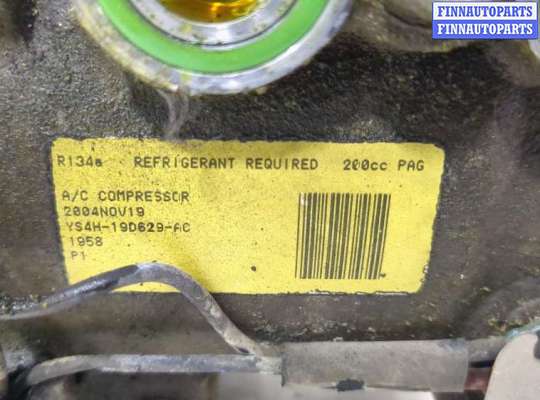 FINNAUTOPARTS
FINNAUTOPARTS
R134a REFRIGERANT REQUIRED 200cc PAG
A/C COMPRESSOR
2004NOV19
YS4H-19D629-AC
1958
P1